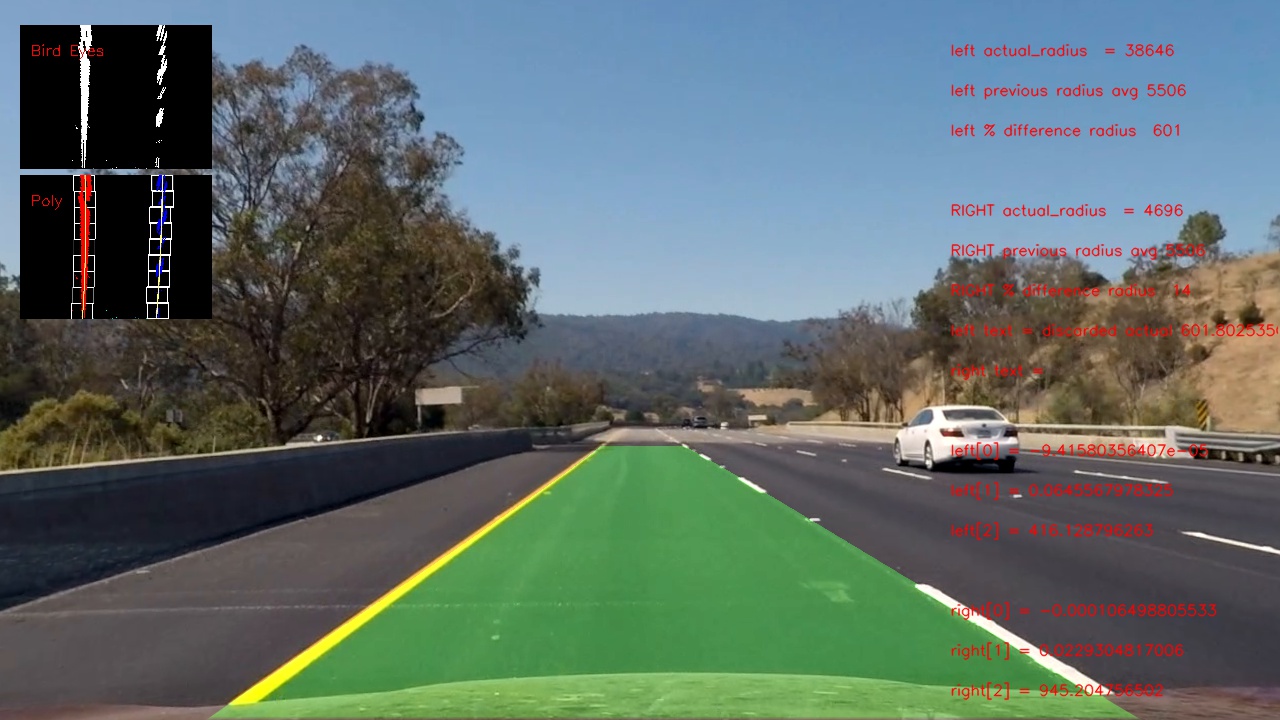 Bird Eyes
Poly
left actual_radius = 38646
left previous radius avg 5506
left % difference radius 601
RIGHT actual_radius = 4696
RIGHT previous radius avg 5506
RIGHT % difference radius 14
left text = discarded actual 601.802535
right text =
left[0] = -9.41580356407e-05
left[1] = 0.0645567978325
left[2] = 416.128796263
right[0] = -0.000106498805533
right[1] = 0.0229304817006
right[2] = 945.204756502